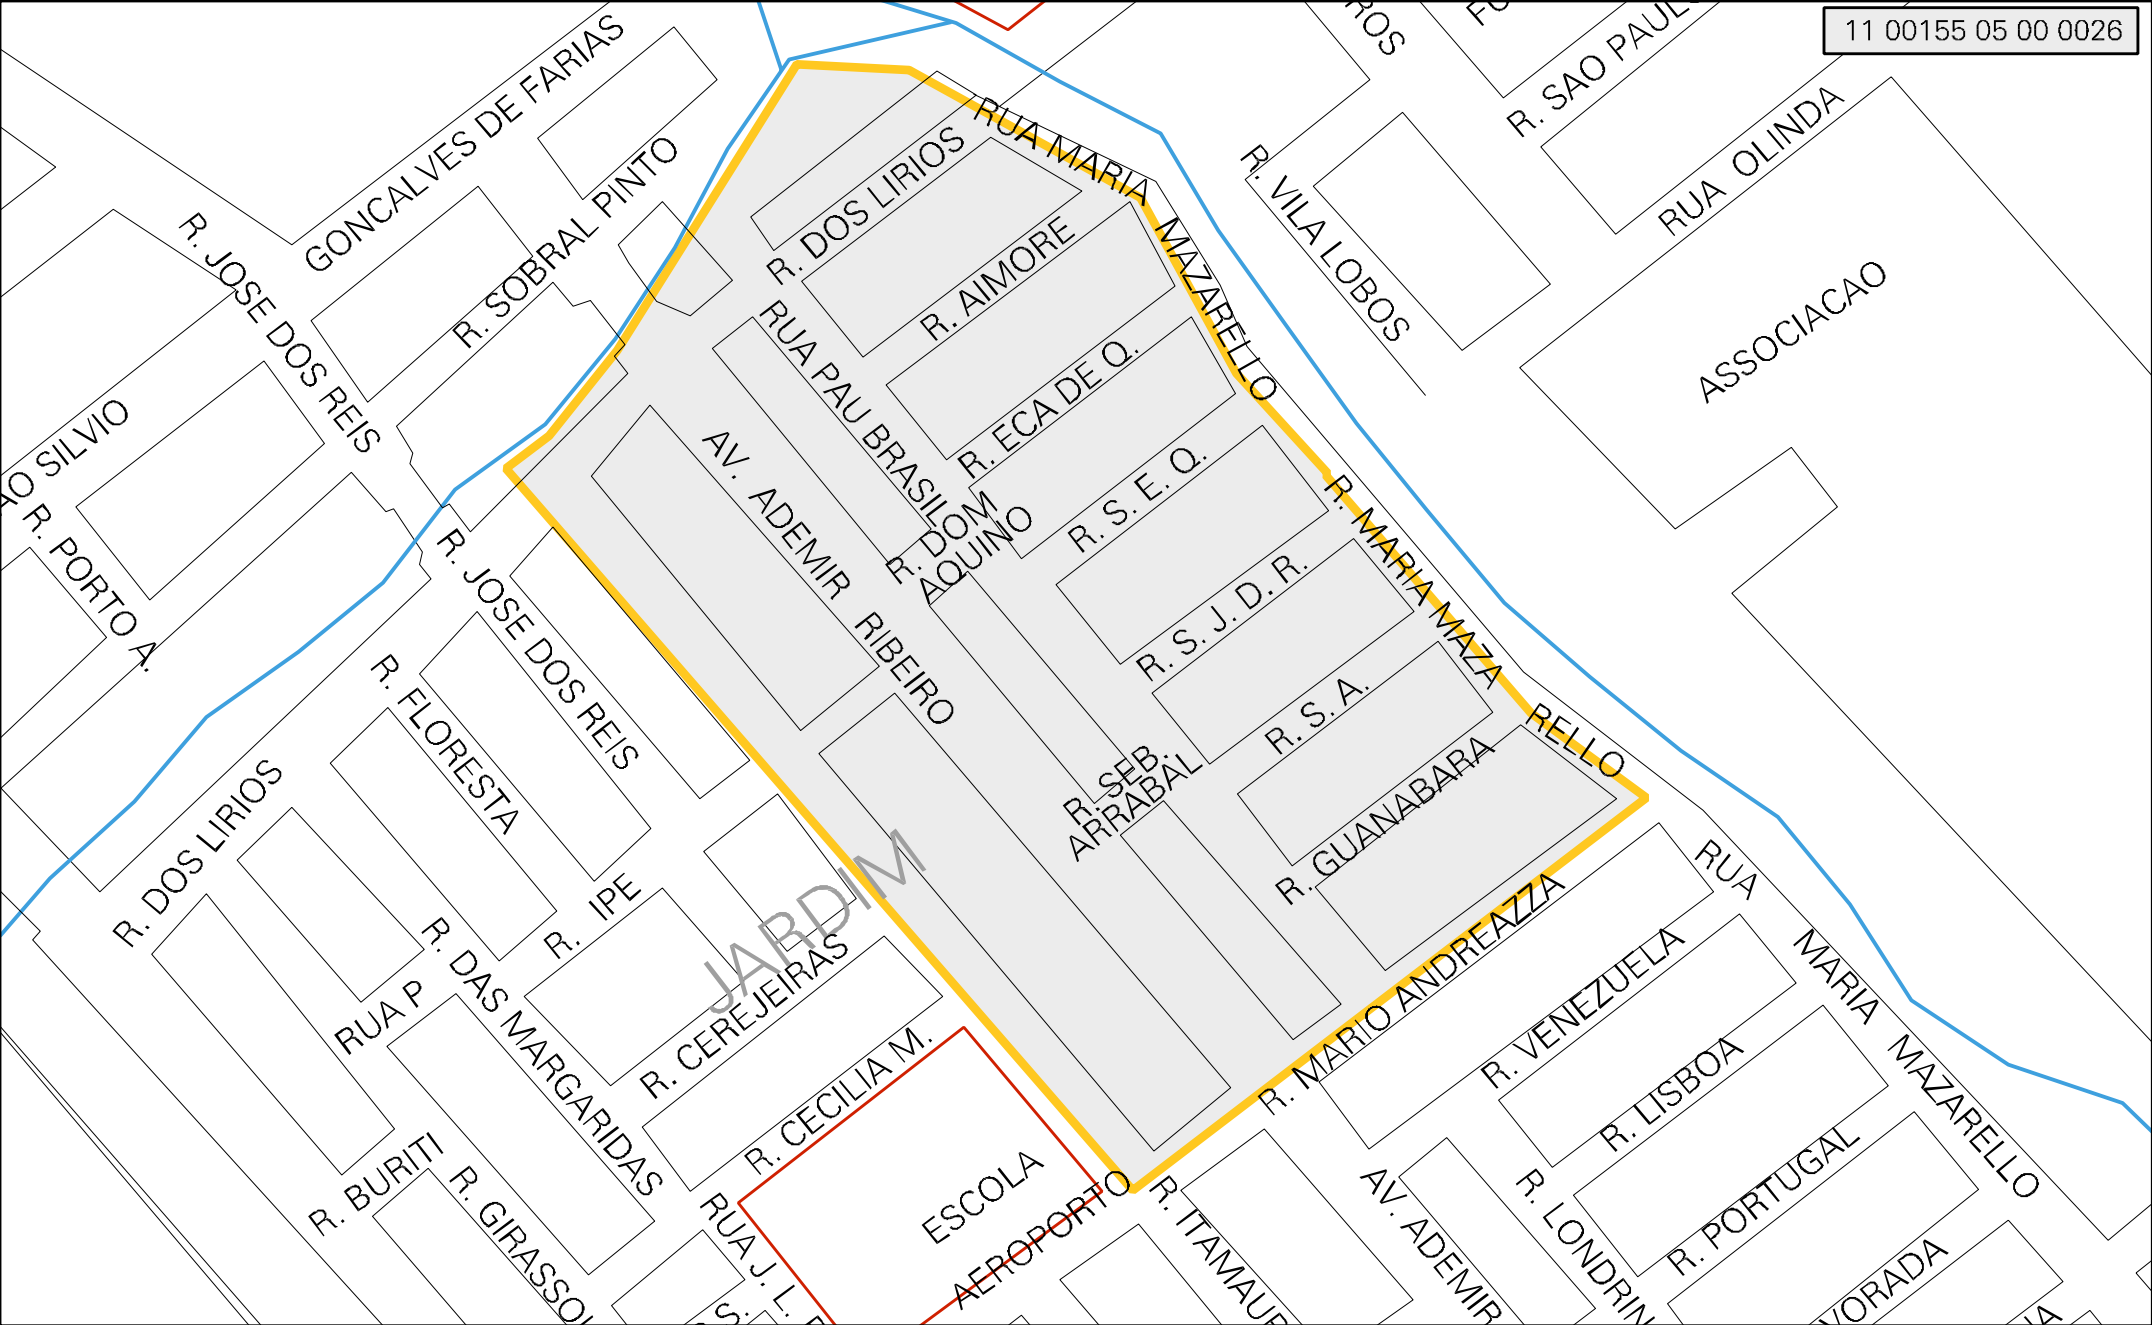 11 00155 05 00 0026
GONCALVES DE FARIAS
R. SAO PAUL
RUA OLINDA
R. SOBRAL PINTO
R. JOSE DOS REIS
R. DOS LIRIOS
RUA MARIA MAZARELLO
R. VILA LOBOS
ASSOCIACAO
R. AIMORE
RUA PAU BRASIL
R. ECA DE Q.
AO SILVIO
R. PORTO A.
AV. ADEMIR RIBEIRO
R. DOM
AQUINO
R. S. E. Q.
R. MARIA MAZA
RELLO
R. S. J. D. R.
R. S. A.
R. JOSE DOS REIS
R. FLORESTA
R. SEB.
ARRABAL
R. GUANABARA
R. DOS LIRIOS
JARDIM
R. IPE
RUA P
R. DAS MARGARIDAS
R. CEREJEIRAS
R. CECILIA M.
R. MARIO ANDREAZZA
RUA MARIA MAZARELLO
R. VENEZUELA
R. LISBOA
R. PORTUGAL
R. BURITI
R. GIRASSOL
RUA J. L.
S.
ESCOLA
AEROPORTO
R. ITAMAUR
AV. ADEMIR
R. LONDRIN
VORADA
ROS